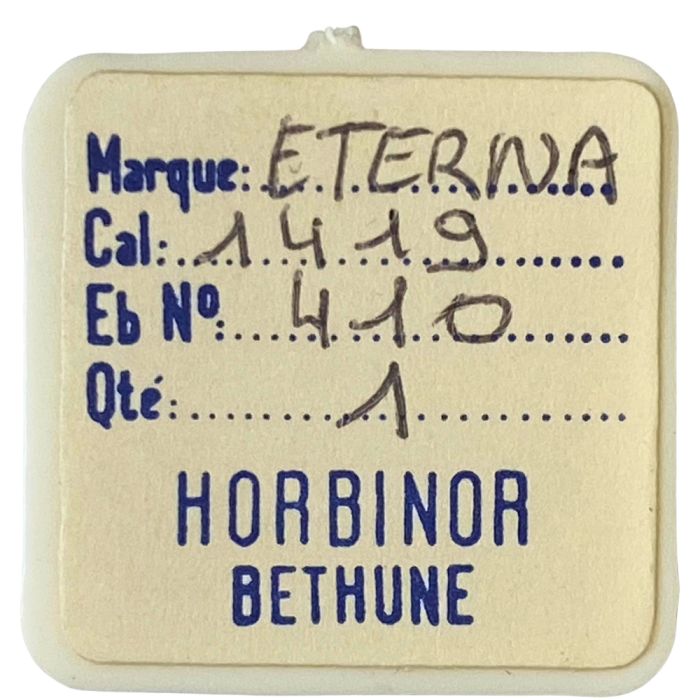 Marque: ETERNA
Cal: 1419
Eb Nº: 410
Qté: 1
HORBINOR
BETHUNE